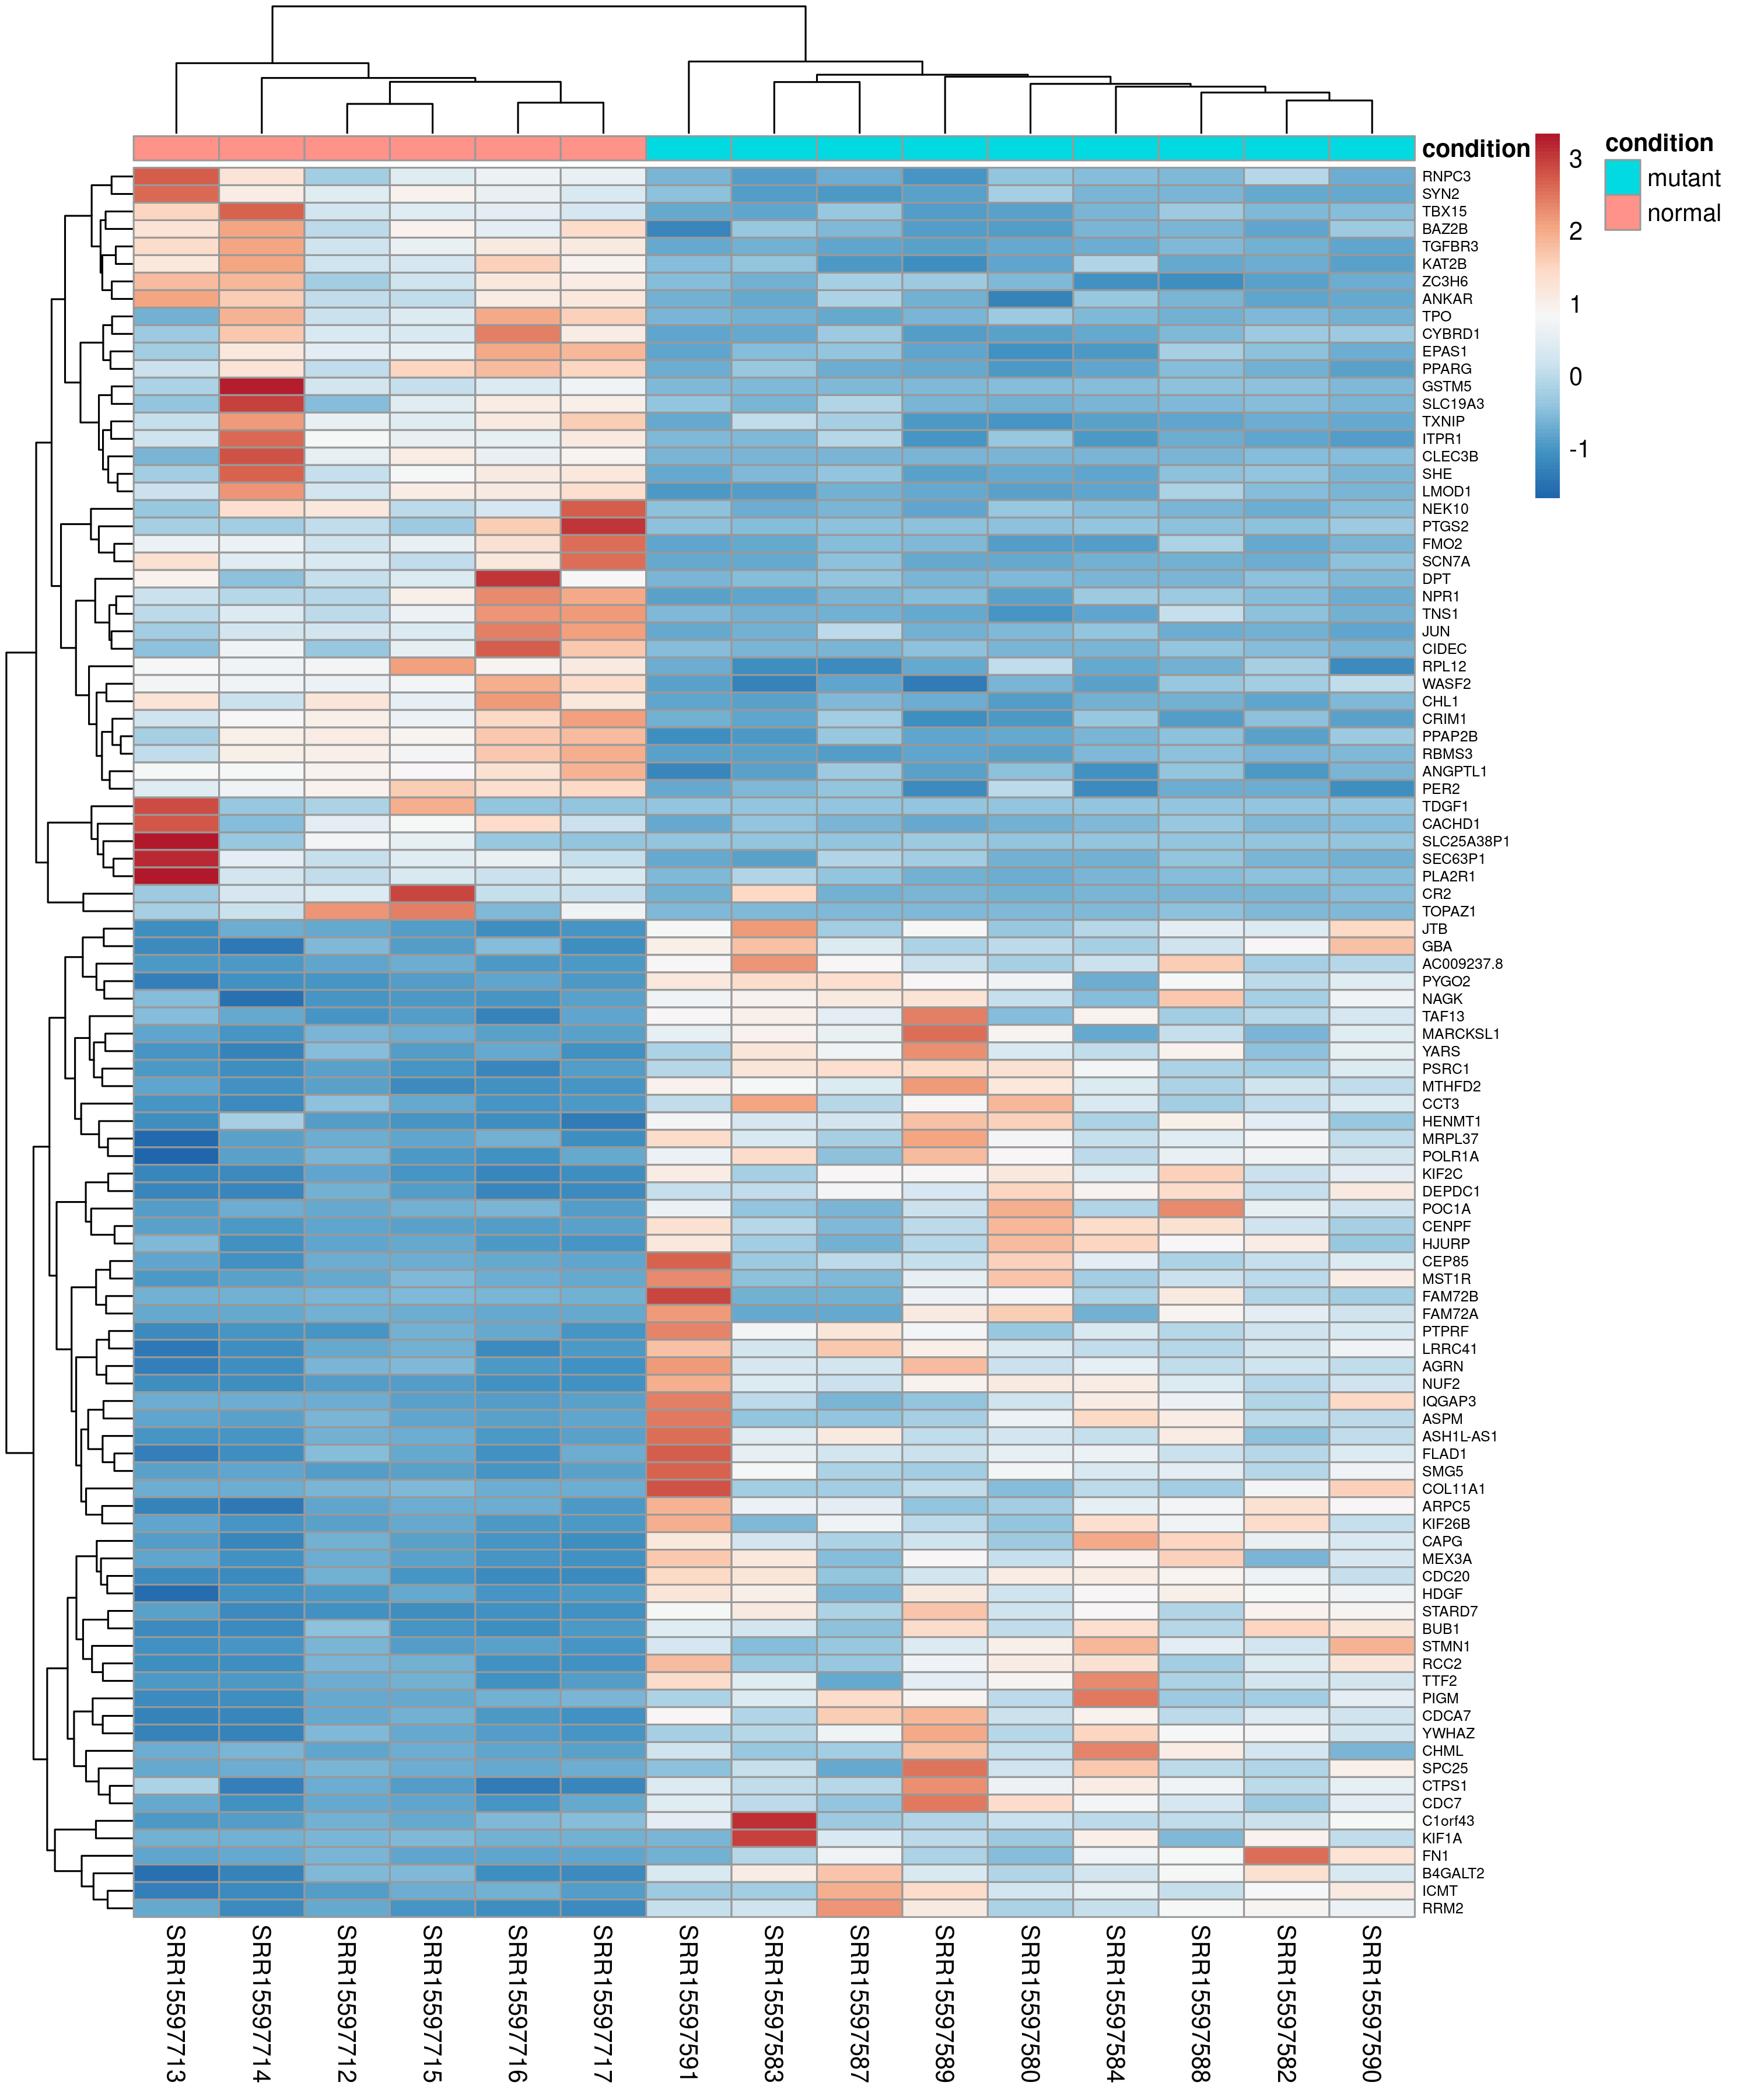 condition
3
2
1
0
-1
condition
mutant
normal
RNPC3
SYN2
TBX15
BAZ2B
TGFBR3
KAT2B
ZC3H6
ANKAR
TPO
CYBRD1
EPAS1
PPARG
GSTM5
SLC19A3
TXNIP
ITPR1
CLEC3B
SHE
LMOD1
NEK10
PTGS2
FMO2
SCN7A
DPT
NPR1
TNS1
JUN
CIDEC
RPL12
WASF2
CHL1
CRIM1
PPAP2B
RBMS3
ANGPTL1
PER2
TDGF1
CACHD1
SLC25A38P1
SEC63P1
PLA2R1
CR2
TOPAZ1
JTB
GBA
AC009237.8
PYGO2
NAGK
TAF13
MARCKSL1
YARS
PSRC1
MTHFD2
CCT3
HENMT1
MRPL37
POLR1A
KIF2C
DEPDC1
POC1A
CENPF
HJURP
CEP85
MST1R
FAM72B
FAM72A
PTPRF
LRRC41
AGRN
NUF2
IQGAP3
ASPM
ASH1L-AS1
FLAD1
SMG5
COL11A1
ARPC5
KIF26B
CAPG
MEX3A
CDC20
HDGF
STARD7
BUB1
STMN1
RCC2
TTF2
PIGM
CDCA7
YWHAZ
CHML
SPC25
CTPS1
CDC7
C1orf43
KIF1A
FN1
B4GALT2
ICMT
RRM2
SRR15597713
SRR15597714
SRR15597712
SRR15597715
SRR15597716
SRR15597717
SRR15597591
SRR15597583
SRR15597587
SRR15597589
SRR15597580
SRR15597584
SRR15597588
SRR15597582
SRR15597590